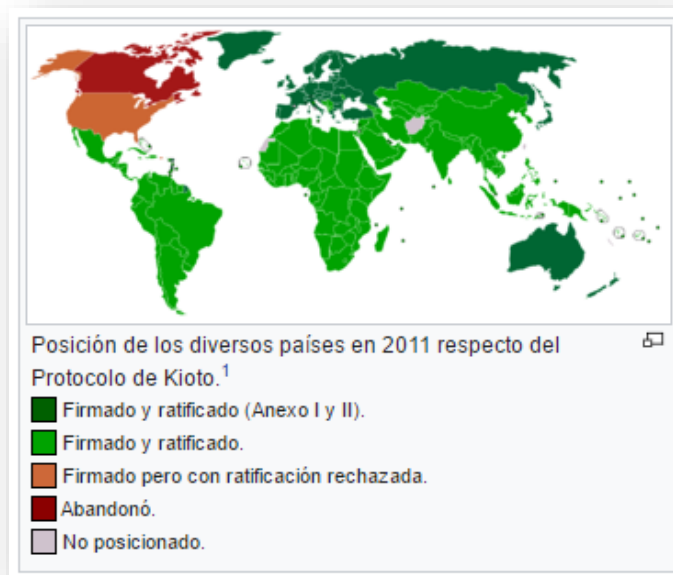 Posición de los diversos países en 2011 respecto del
Protocolo de Kioto.1
Firmado y ratificado (Anexo I y II).
Firmado y ratificado.
Firmado pero con ratificación rechazada.
Abandonó.
No posicionado.